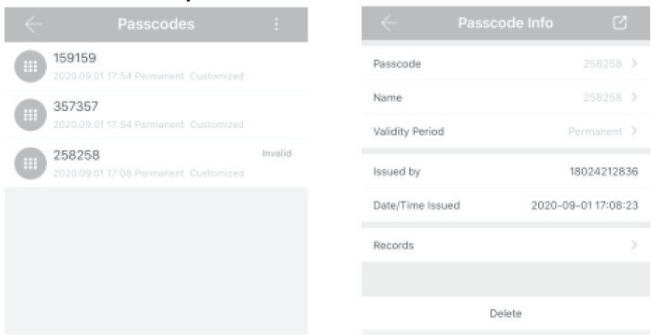 Passcodes
159159
2020.09.01 17:54 Permanent Customized
357357
2020.09.01 17:54 Permanent Customized
258258
Invalid
2020.09.01 17:08 Permanent Customized
Passcode Info
Passcode 258258
Name 258258
Validity Period Permanent
Issued by 18024212836
Date/Time Issued 2020-09-01 17:08:23
Records
Delete